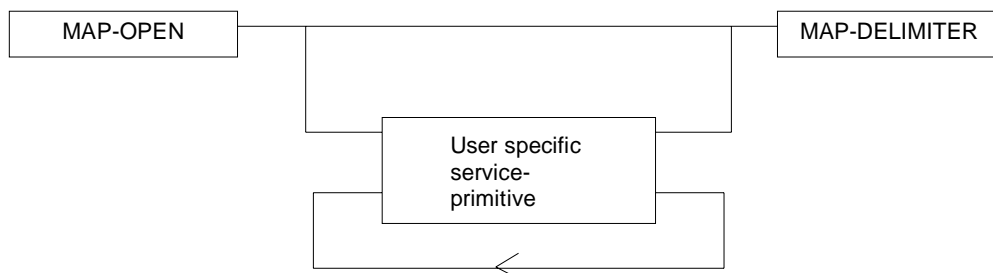 MAP-OPEN
MAP-DELIMITER
User specific
service-
primitive